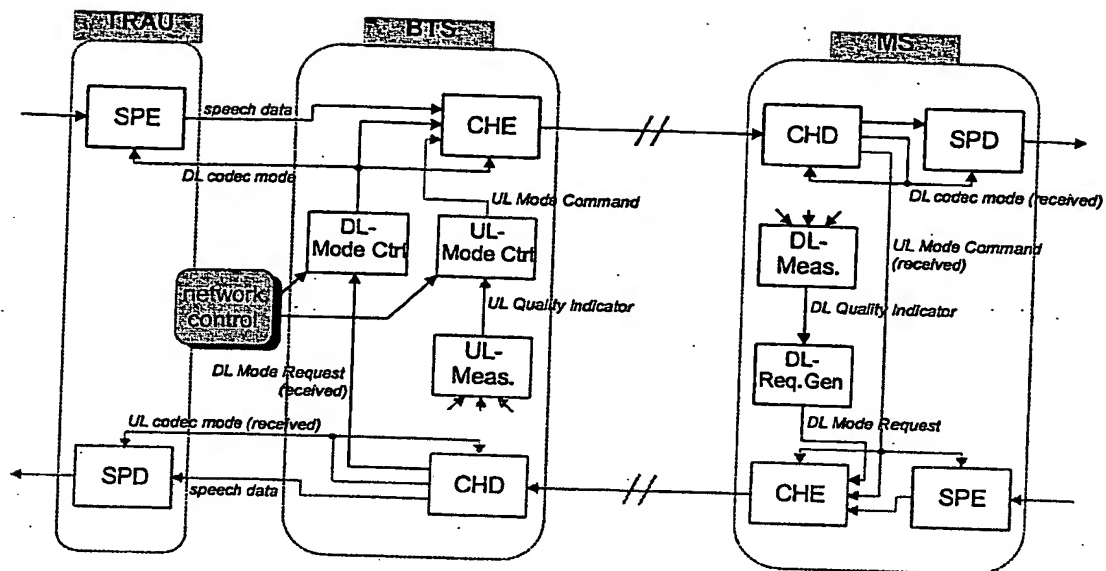 TRAU
BTS
MS
SPE
speech data
CHE
CHD
SPD
DL codec mode
DL codec mode (received)
UL Mode Command
DL-
Mode Ctrl
UL-
Mode Ctrl
DL-
Meas.
UL Mode Command
(received)
network
control
UL Quality Indicator
DL Quality Indicator
UL-
Meas.
DL-
Req.Gen
DL Mode Request
(eceived)
DL Mode Request
UL codec mode (received)
SPD
speech data
CHD
CHE
SPE